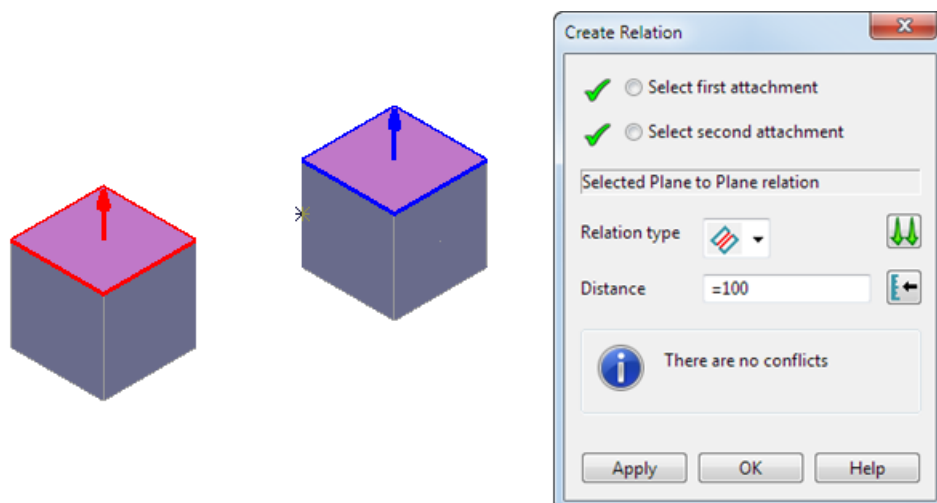 Create Relation
Select first attachment
Select second attachment
Selected Plane to Plane relation
Relation type
Distance =100
There are no conflicts
Apply OK Help